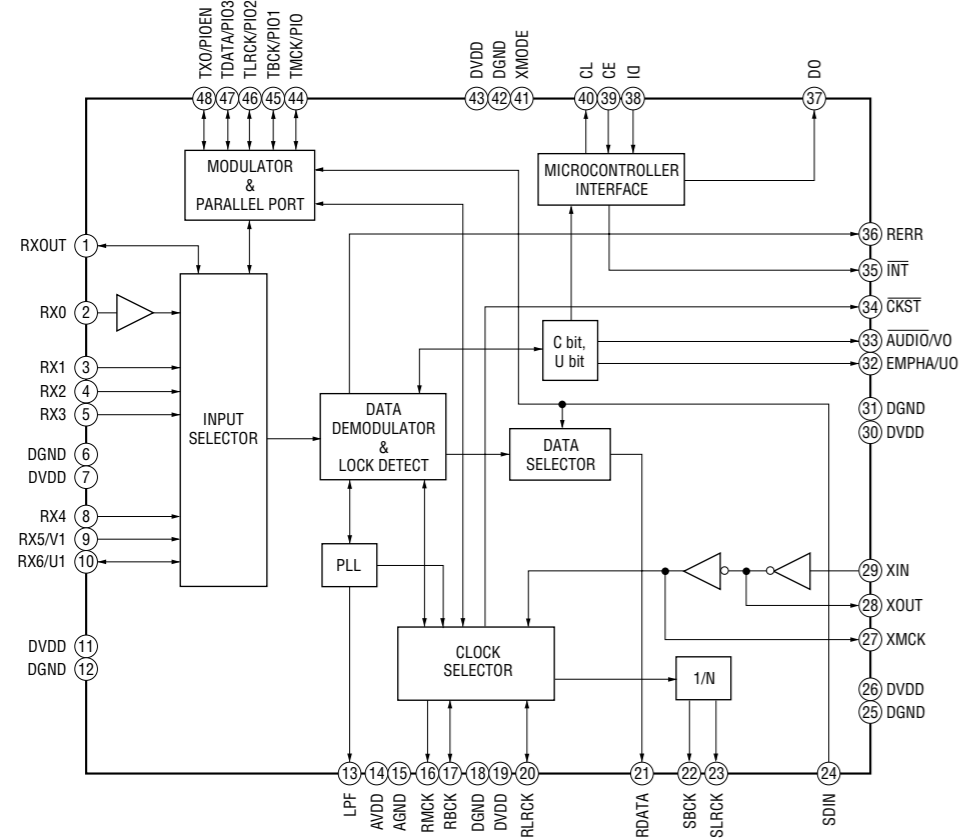 TXO/PIOEN
TDATA/PIO3
TLRCK/PIO2
TBCK/PIO1
TMCK/PIO
DVDD
DGND
XMODE
CL
CE
DI
DO
48
47
46
45
44
43
42
41
40
39
38
37
MODULATOR
&
PARALLEL PORT
MICROCONTROLLER
INTERFACE
RXOUT 1
RX0 2
RX1 3
RX2 4
RX3 5
DGND 6
DVDD 7
RX4 8
RX5/V1 9
RX6/U1 10
DVDD 11
DGND 12
INPUT
SELECTOR
DATA
DEMODULATOR
&
LOCK DETECT
C bit,
U bit
DATA
SELECTOR
PLL
CLOCK
SELECTOR
1/N
36 RERR
35 INT
34 CKST
33 AUDIO/VO
32 EMPHA/UO
31 DGND
30 DVDD
29 XIN
28 XOUT
27 XMCK
26 DVDD
25 DGND
13
14
15
16
17
18
19
20
21
22
23
24
LPF
AVDD
AGND
RMCK
RBCK
DGND
DVDD
RLRCK
RDATA
SBCK
SLRCK
SDIN